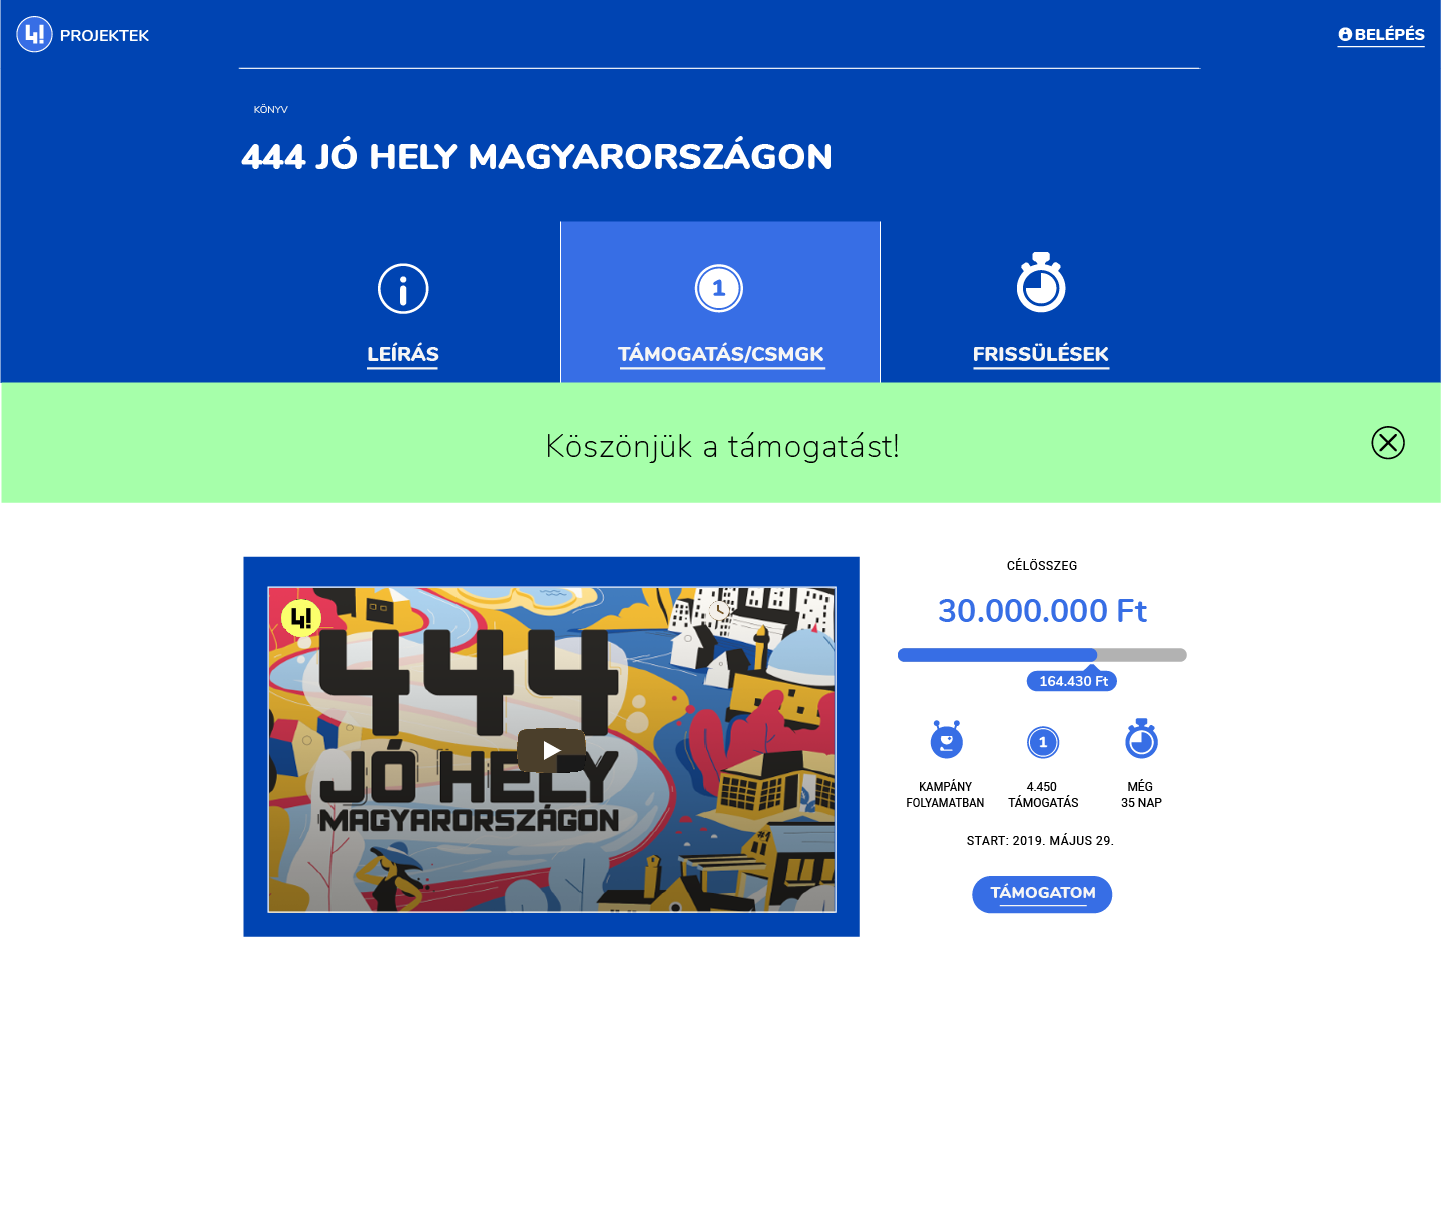 4! PROJEKTEK
BELÉPÉS
KÖNYV
444 JÓ HELY MAGYARORSZÁGON
1
LEÍRÁS
TÁMOGATÁS/CSMGK
FRISSÜLÉSEK
Köszönjük a támogatást!
4!
444
JÓ HELY
MAGYARORSZÁGON
#1
CÉLÖSSZEG
30.000.000 Ft
164.430 Ft
1
KAMPÁNY
FOLYAMATBAN
4.450
TÁMOGATÁS
MÉG
35 NAP
START: 2019. MÁJUS 29.
TÁMOGATOM